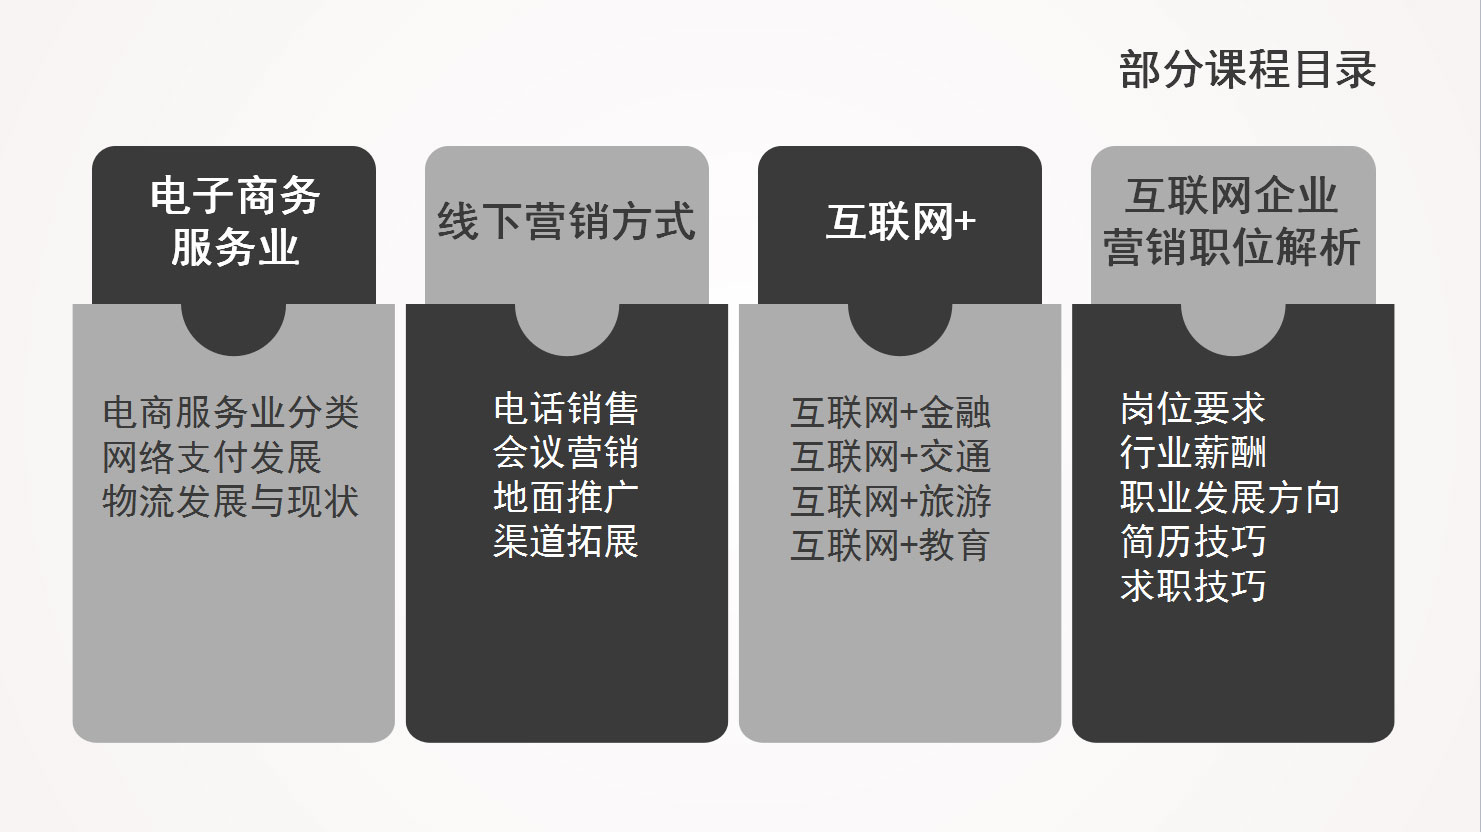 部分课程目录
电子商务
服务业
电商服务业分类
网络支付发展
物流发展与现状
线下营销方式
电话销售
会议营销
地面推广
渠道拓展
互联网+
互联网+金融
互联网+交通
互联网+旅游
互联网+教育
互联网企业
营销职位解析
岗位要求
行业薪酬
职业发展方向
简历技巧
求职技巧